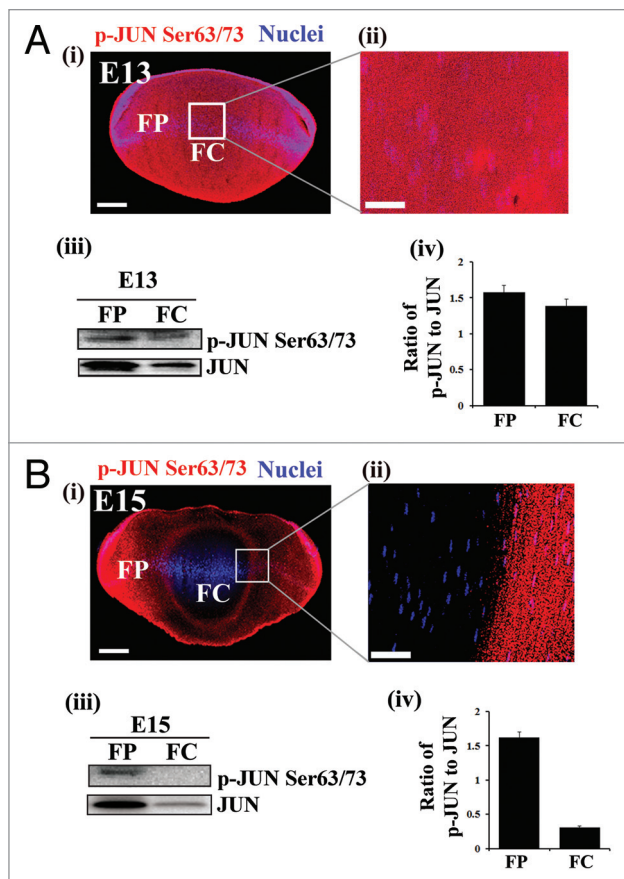 A
p-JUN Ser63/73 Nuclei
(i)
(ii)
E13
FP
FC
(iii)
E13
FP FC
p-JUN Ser63/73
JUN
(iv)
Ratio of
p-JUN to JUN
2
1.5
1
0.5
0
FP FC
B
p-JUN Ser63/73 Nuclei
(i)
(ii)
E15
FP
FC
(iii)
E15
FP FC
p-JUN Ser63/73
JUN
(iv)
Ratio of
p-JUN to JUN
2
1.5
1
0.5
0
FP FC